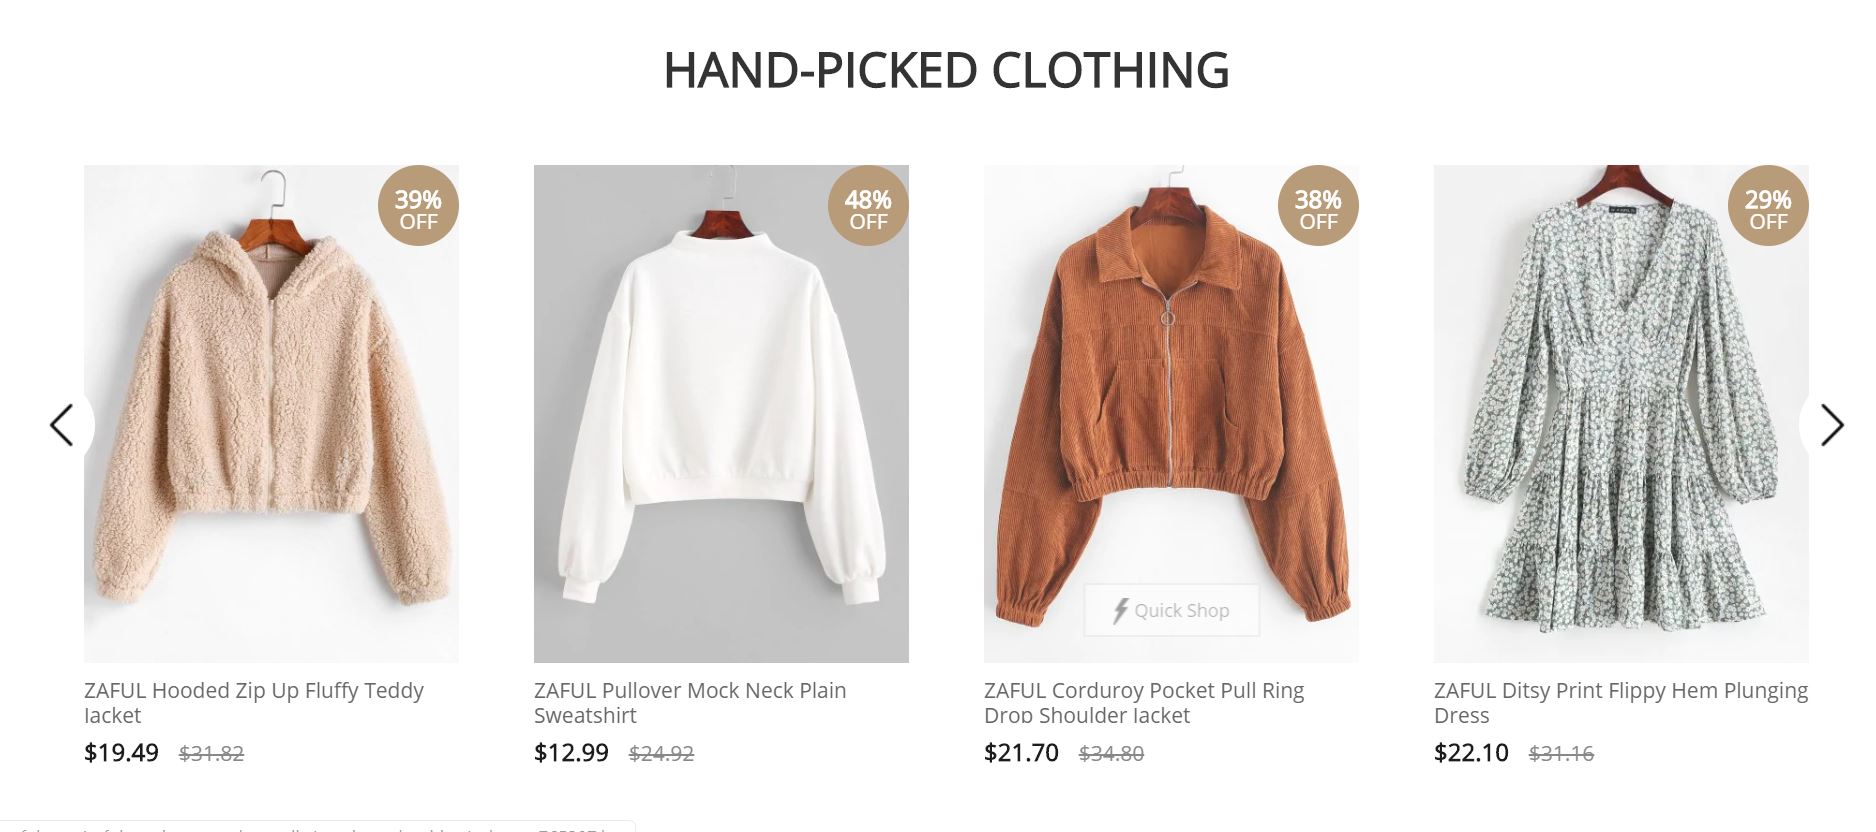 HAND-PICKED CLOTHING
39%
OFF
48%
OFF
38%
OFF
29%
OFF
Quick Shop
ZAFUL Hooded Zip Up Fluffy Teddy
Jacket
$19.49 $31.82
ZAFUL Pullover Mock Neck Plain
Sweatshirt
$12.99 $24.92
ZAFUL Corduroy Pocket Pull Ring
Drop Shoulder Jacket
$21.70 $34.80
ZAFUL Ditsy Print Flippy Hem Plunging
Dress
$22.10 $31.16